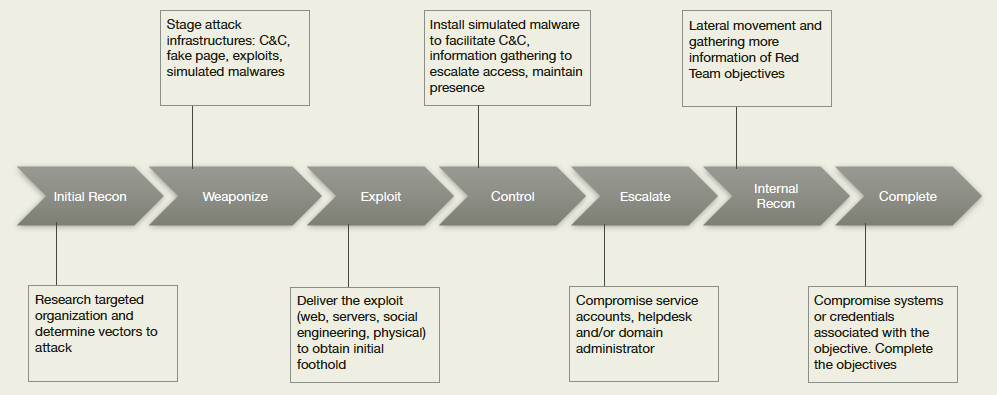 Stage attack
infrastructures: C&C,
fake page, exploits,
simulated malwares
Install simulated malware
to facilitate C&C,
information gathering to
escalate access, maintain
presence
Lateral movement and
gathering more
information of Red
Team objectives
Initial Recon
Weaponize
Exploit
Control
Escalate
Internal
Recon
Complete
Research targeted
organization and
determine vectors to
attack
Deliver the exploit
(web, servers, social
engineering, physical)
to obtain initial
foothold
Compromise service
accounts, helpdesk
and/or domain
administrator
Compromise systems
or credentials
associated with the
objective. Complete
the objectives